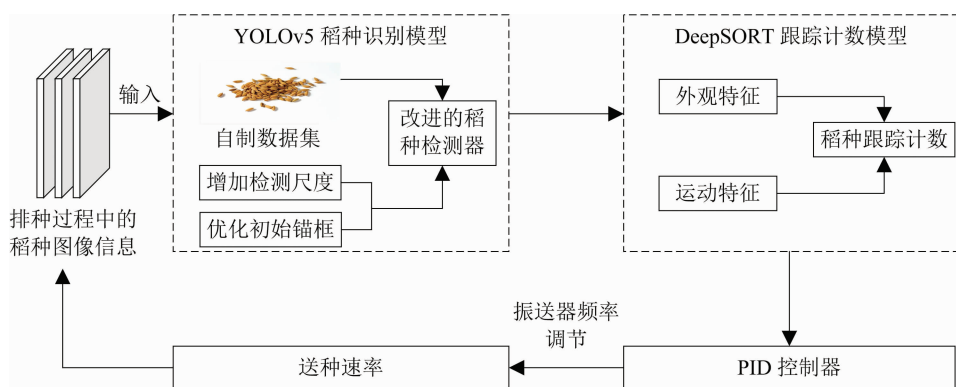 YOLOv5 稻种识别模型
DeepSORT 跟踪计数模型
输入
自制数据集
改进的稻
种检测器
增加检测尺度
优化初始锚框
外观特征
稻种跟踪计数
运动特征
排种过程中的
稻种图像信息
振送器频率
调节
送种速率
PID 控制器